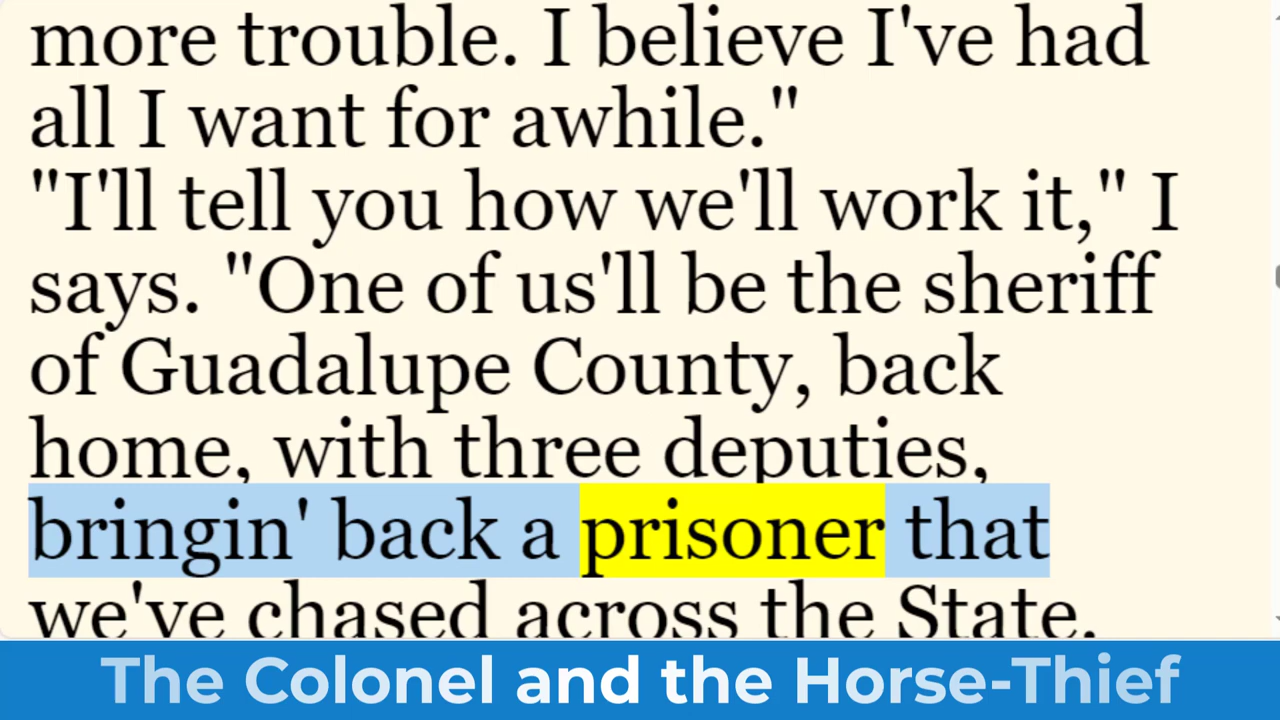 more trouble. I believe I've had
all I want for awhile."
"I'll tell you how we'll work it," I
says. "One of us'll be the sheriff
of Guadalupe County, back
home, with three deputies,
bringin' back a prisoner that
we've chased across the State.
The Colonel and the Horse-Thief